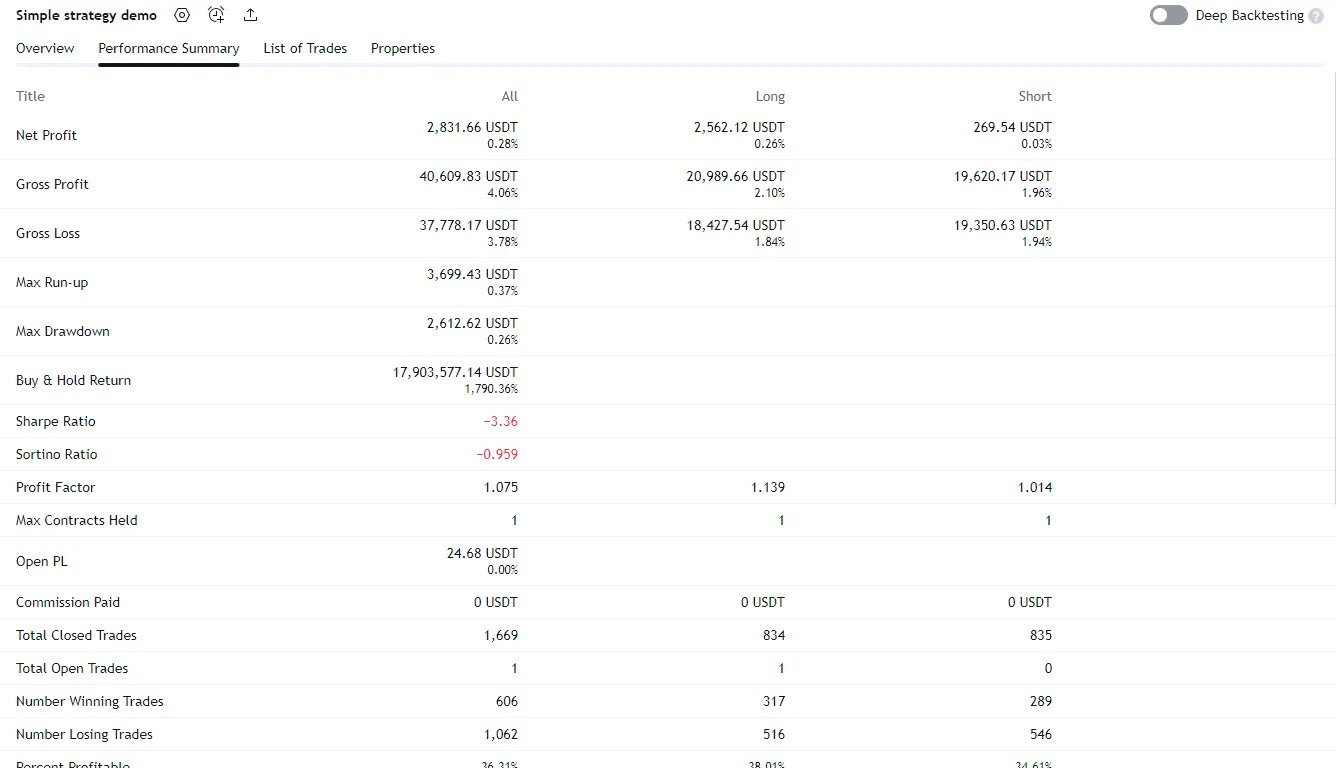 Simple strategy demo Deep Backtesting ?
Overview Performance Summary List of Trades Properties
Title All Long Short
Net Profit 2,831.66 USDT 2,562.12 USDT 269.54 USDT
0.28% 0.26% 0.03%
Gross Profit 40,609.83 USDT 20,989.66 USDT 19,620.17 USDT
4.06% 2.10% 1.96%
Gross Loss 37,778.17 USDT 18,427.54 USDT 19,350.63 USDT
3.78% 1.84% 1.94%
Max Run-up 3,699.43 USDT
0.37%
Max Drawdown 2,612.62 USDT
0.26%
Buy & Hold Return 17,903,577.14 USDT
1,790.36%
Sharpe Ratio −3.36
Sortino Ratio −0.959
Profit Factor 1.075 1.139 1.014
Max Contracts Held 1 1 1
Open PL 24.68 USDT
0.00%
Commission Paid 0 USDT 0 USDT 0 USDT
Total Closed Trades 1,669 834 835
Total Open Trades 1 1 0
Number Winning Trades 606 317 289
Number Losing Trades 1,062 516 546
Percent Profitable 36.31% 38.01% 34.61%